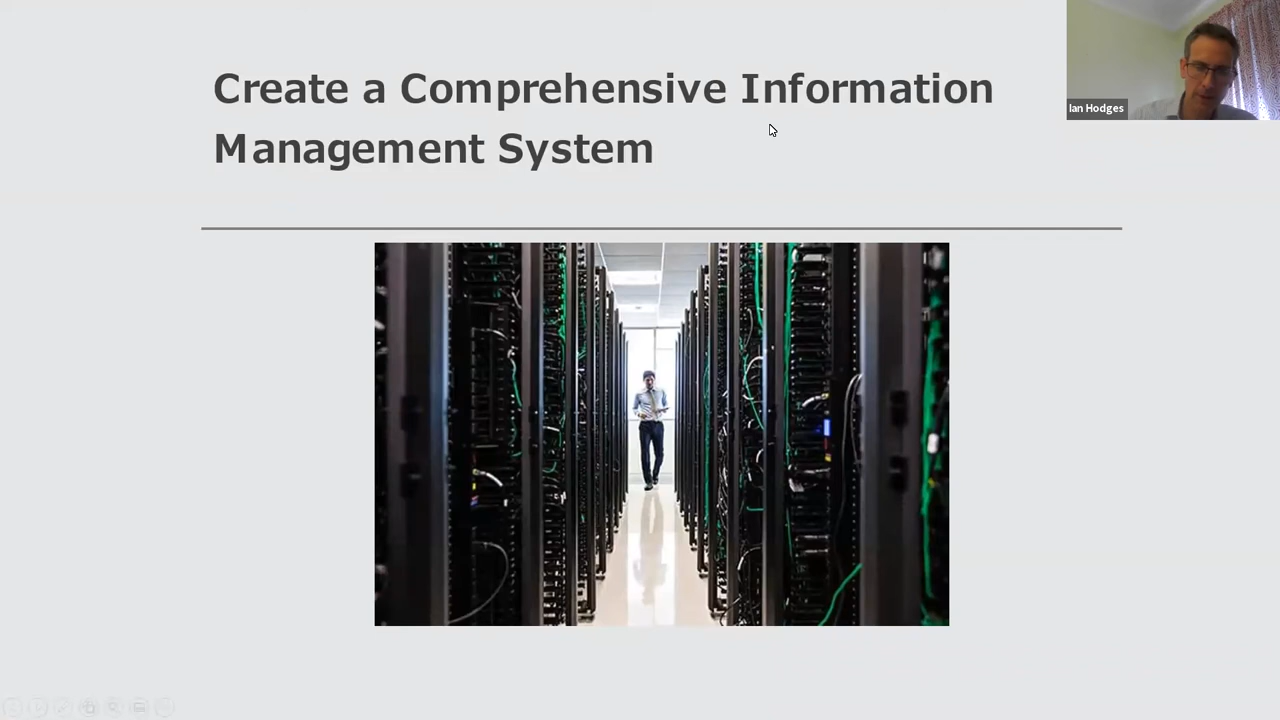 Create a Comprehensive Information
Management System
Ian Hodges